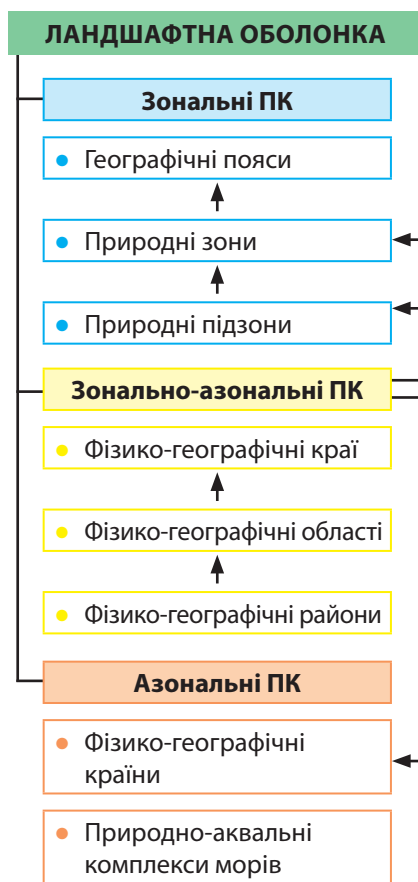 ЛАНДШАФТНА ОБОЛОНКА
Зональні ПК
Географічні пояси
Природні зони
Природні підзони
Зонально-азональні ПК
Фізико-географічні краї
Фізико-географічні області
Фізико-географічні райони
Азональні ПК
Фізико-географічні
країни
Природно-аквальні
комплекси морів